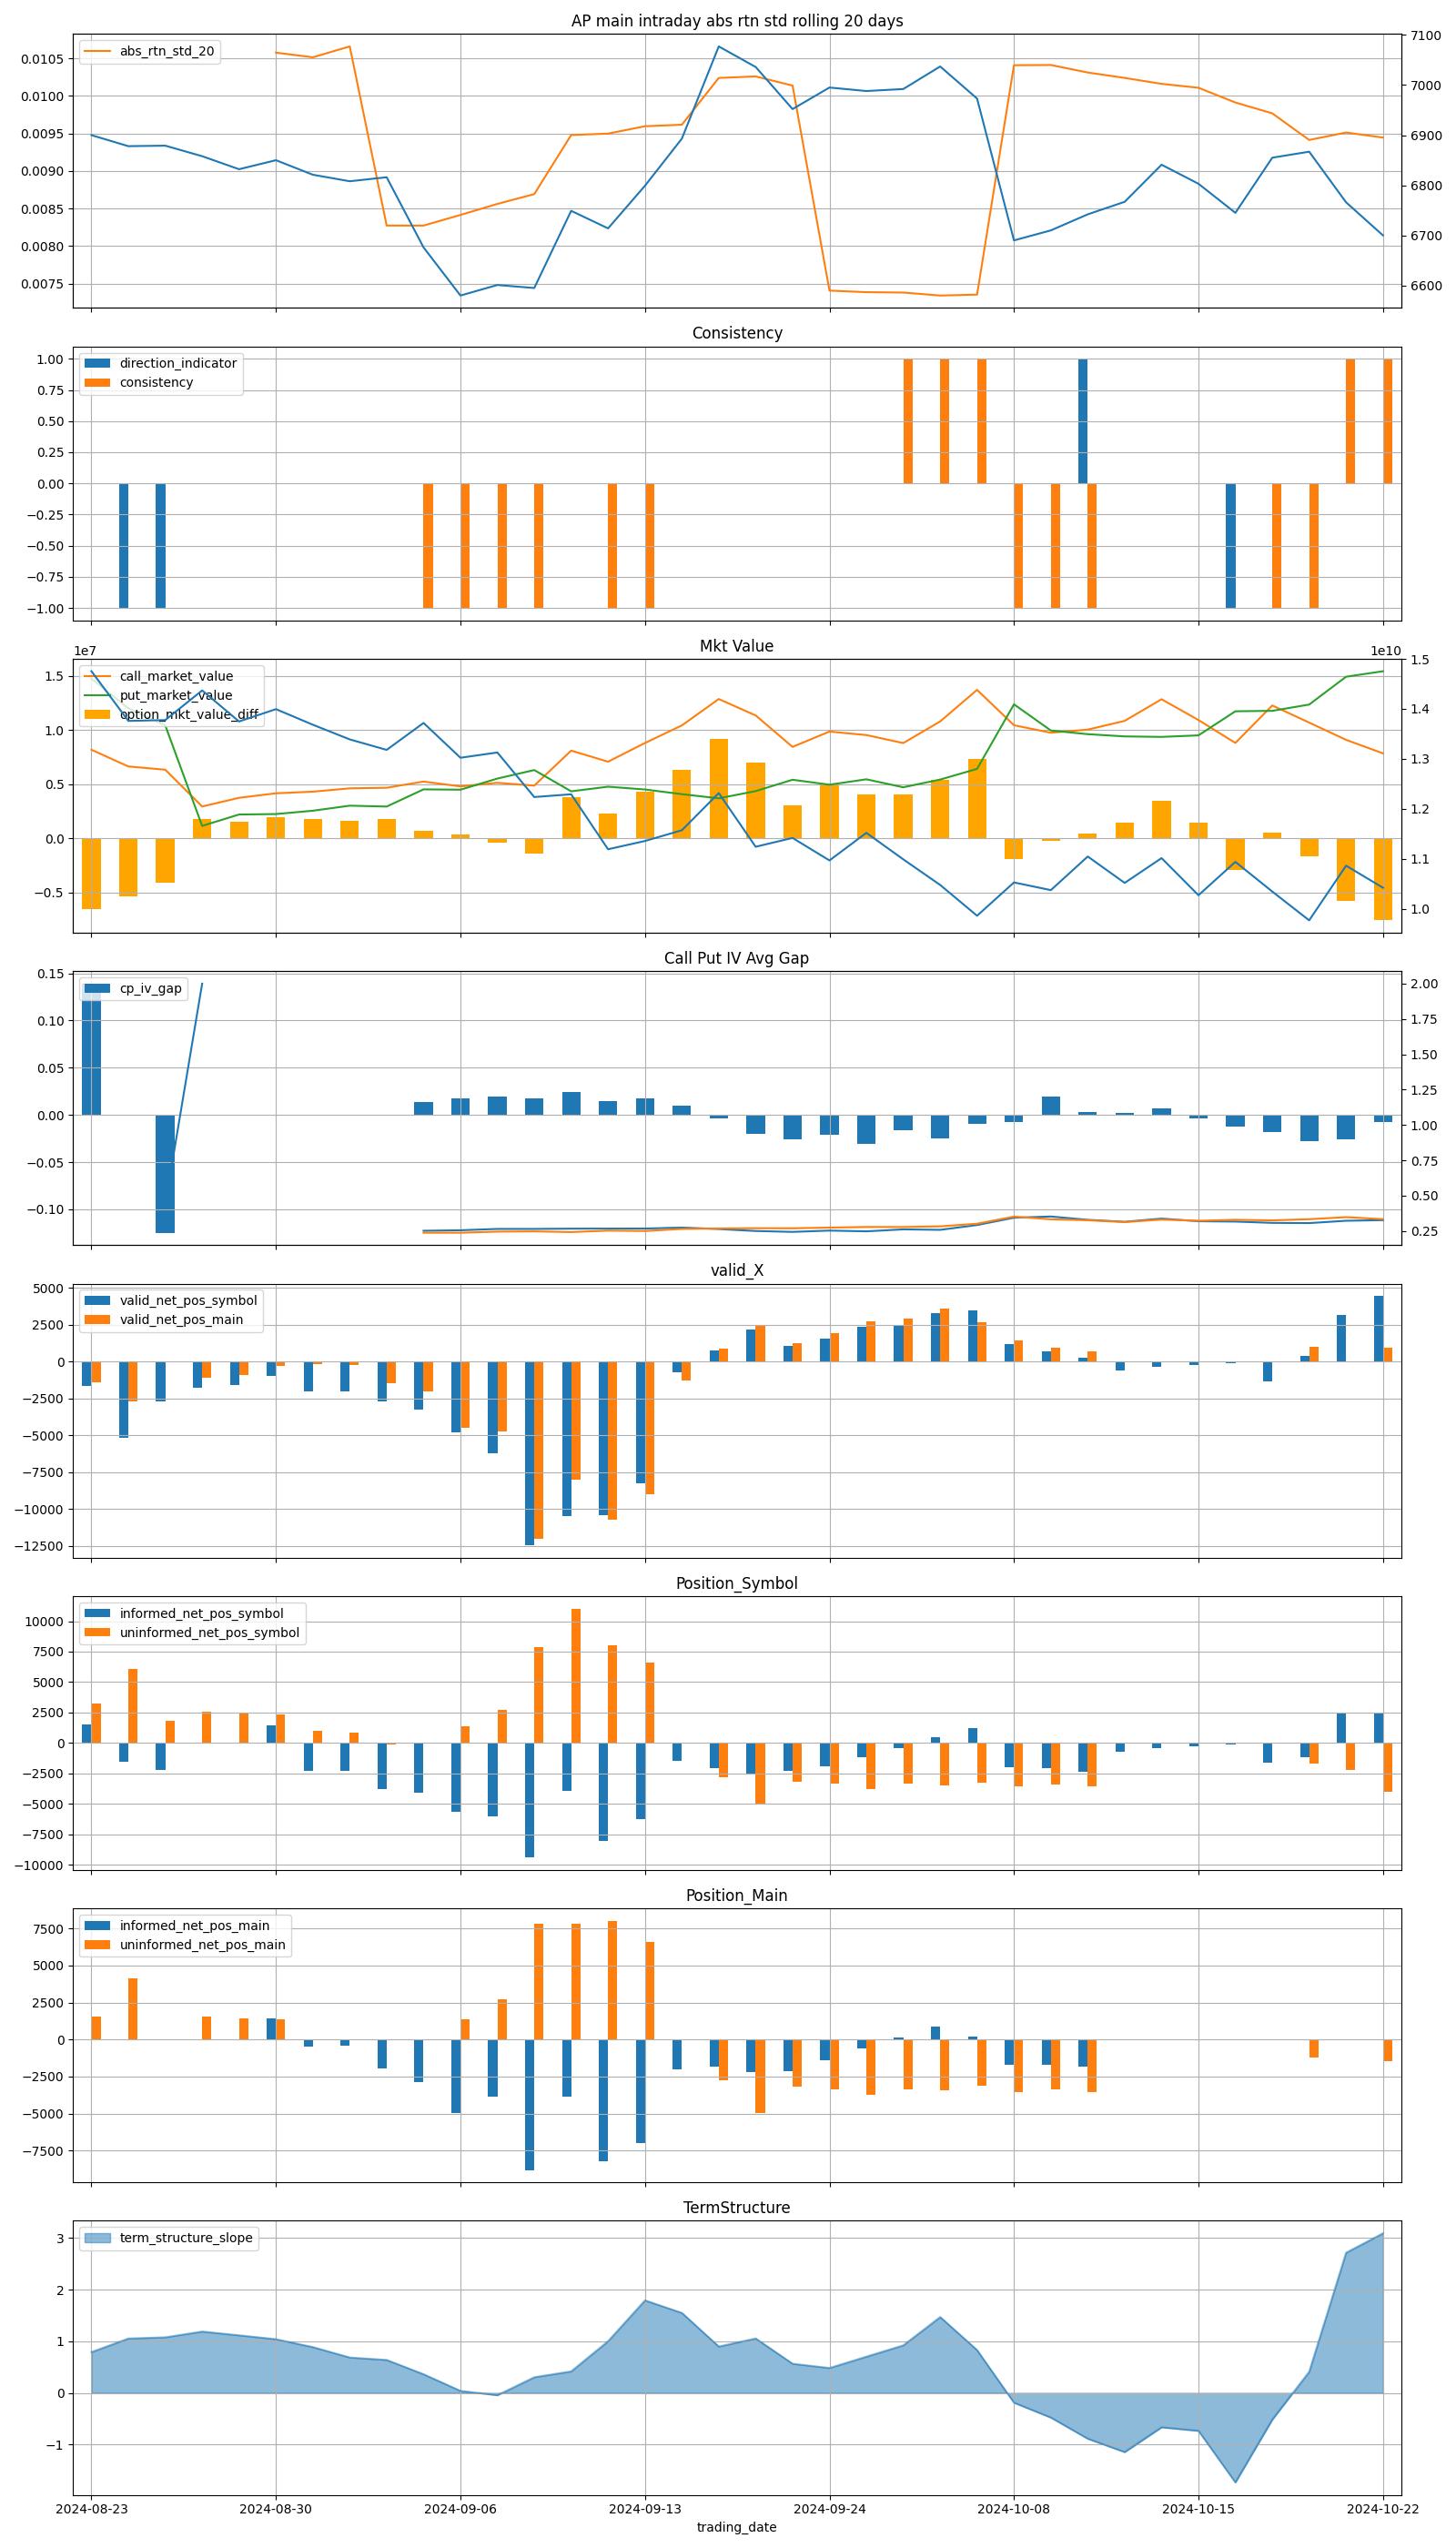 AP main intraday abs rtn std rolling 20 days
abs_rtn_std_20
0.0105
0.0100
0.0095
0.0090
0.0085
0.0080
0.0075
7100
7000
6900
6800
6700
6600
Consistency
direction_indicator
consistency
1.00
0.75
0.50
0.25
0.00
−0.25
−0.50
−0.75
−1.00
Mkt Value
1e7
1e10
call_market_value
put_market_value
option_mkt_value_diff
1.5
1.0
0.5
0.0
−0.5
1.5
1.4
1.3
1.2
1.1
1.0
Call Put IV Avg Gap
cp_iv_gap
0.15
0.10
0.05
0.00
−0.05
−0.10
2.00
1.75
1.50
1.25
1.00
0.75
0.50
0.25
valid_X
valid_net_pos_symbol
valid_net_pos_main
5000
2500
0
−2500
−5000
−7500
−10000
−12500
Position_Symbol
informed_net_pos_symbol
uninformed_net_pos_symbol
10000
7500
5000
2500
0
−2500
−5000
−7500
−10000
Position_Main
informed_net_pos_main
uninformed_net_pos_main
7500
5000
2500
0
−2500
−5000
−7500
TermStructure
term_structure_slope
3
2
1
0
−1
2024-08-23 2024-08-30 2024-09-06 2024-09-13 2024-09-24 2024-10-08 2024-10-15 2024-10-22
trading_date